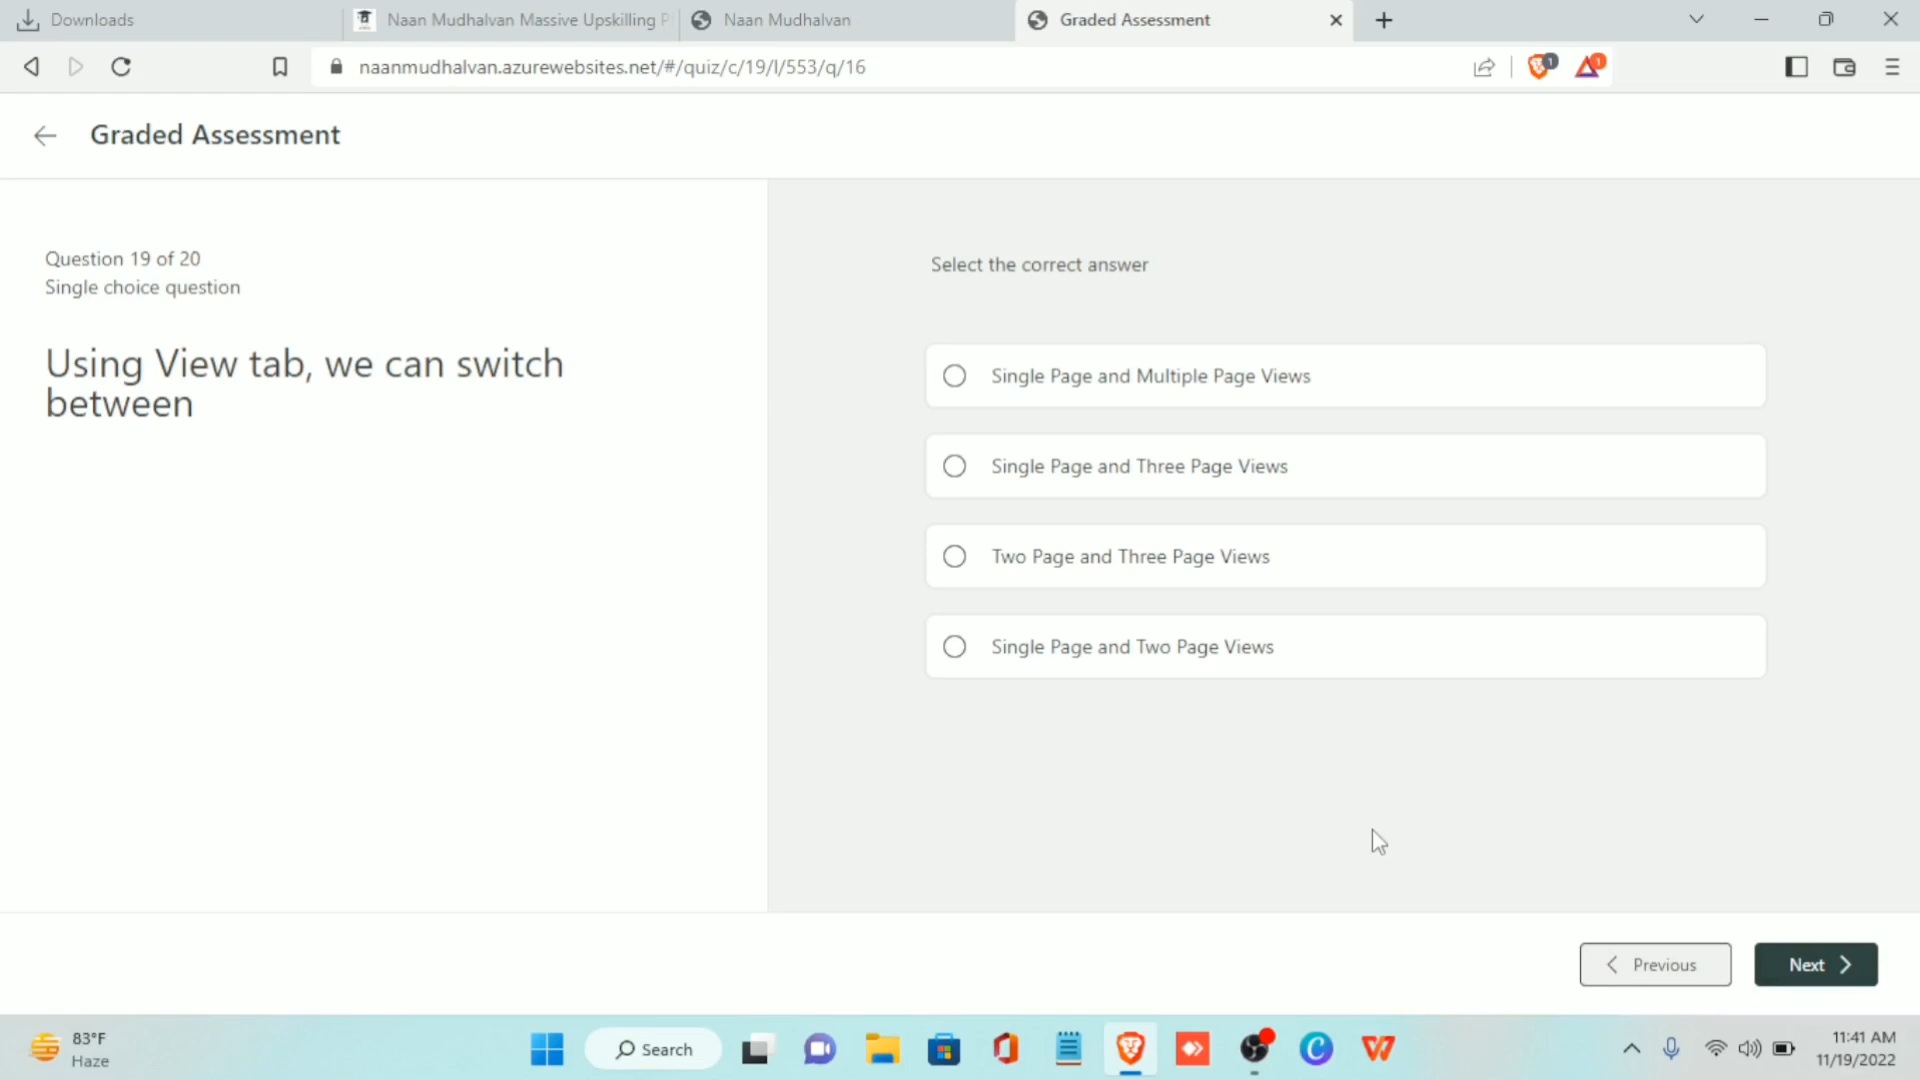 Downloads
Naan Mudhalvan Massive Upskilling P
Naan Mudhalvan
Graded Assessment
naanmudhalvan.azurewebsites.net/#/quiz/c/19/l/553/q/16
1
1
Graded Assessment
Question 19 of 20
Single choice question
Using View tab, we can switch
between
Select the correct answer
Single Page and Multiple Page Views
Single Page and Three Page Views
Two Page and Three Page Views
Single Page and Two Page Views
Previous
Next
83°F
Haze
Search
11:41 AM
11/19/2022